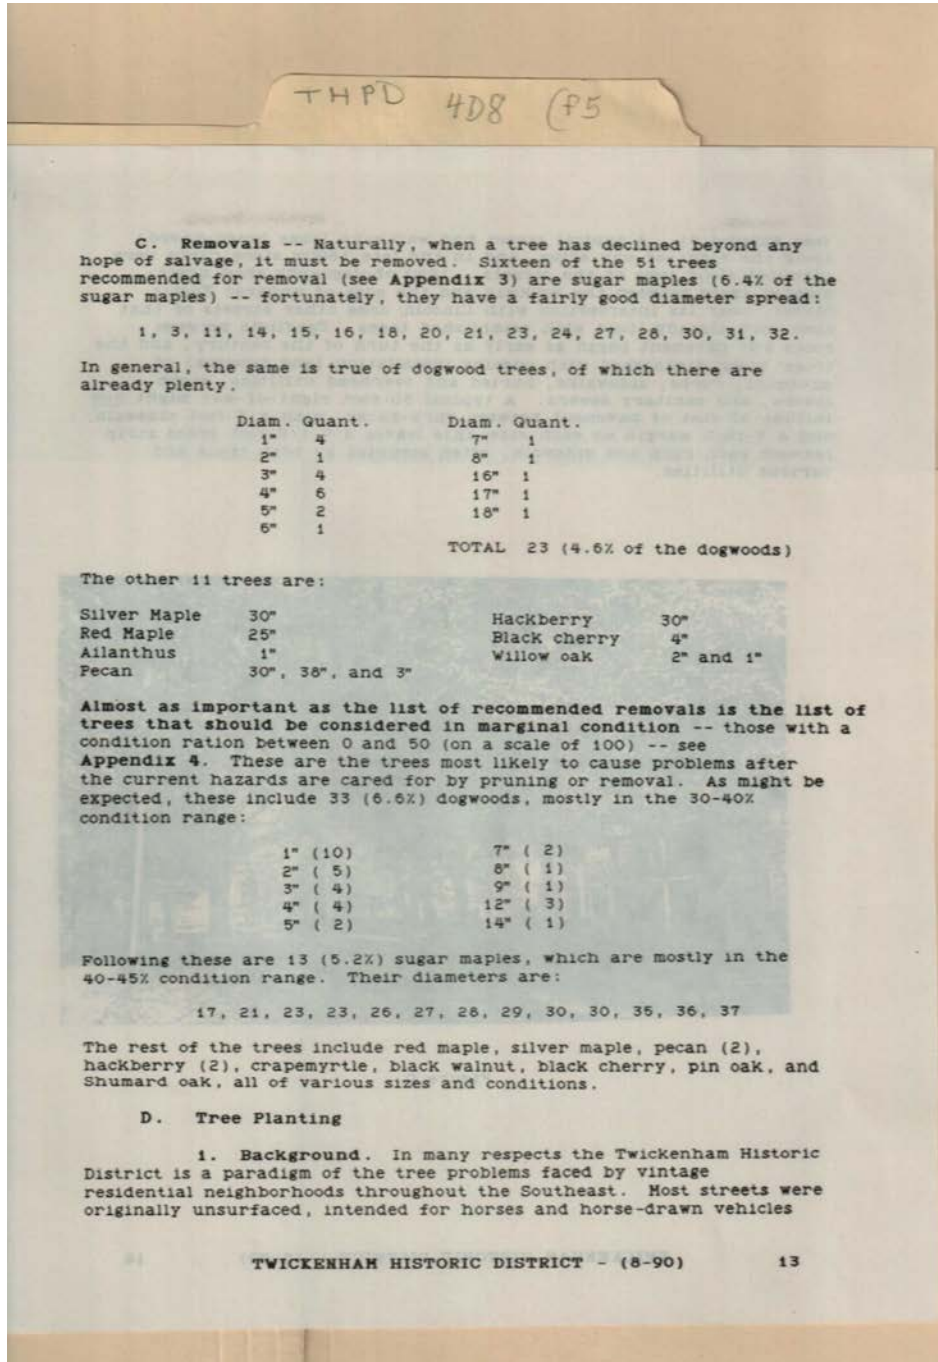 THPD 4D8 (P5
C. Removals -- Naturally, when a tree has declined beyond any
hope of salvage, it must be removed. Sixteen of the 51 trees
recommended for removal (see Appendix 3) are sugar maples (6.4% of the
sugar maples) -- fortunately, they have a fairly good diameter spread:
1, 3, 11, 14, 15, 16, 18, 20, 21, 23, 24, 27, 28, 30, 31, 32.
In general, the same is true of dogwood trees, of which there are
already plenty.
Diam. Quant. Diam. Quant.
1" 4 7" 1
2" 1 8" 1
3" 4 16" 1
4" 6 17" 1
5" 2 18" 1
6" 1
TOTAL 23 (4.6% of the dogwoods)
The other 11 trees are:
Silver Maple 30" Hackberry 30"
Red Maple 25" Black cherry 4"
Ailanthus 1" Willow oak 2" and 1"
Pecan 30", 38", and 3"
Almost as important as the list of recommended removals is the list of
trees that should be considered in marginal condition -- those with a
condition ration between 0 and 50 (on a scale of 100) -- see
Appendix 4. These are the trees most likely to cause problems after
the current hazards are cared for by pruning or removal. As might be
expected, these include 33 (6.6%) dogwoods, mostly in the 30-40%
condition range:
1" (10) 7" ( 2)
2" ( 5) 8" ( 1)
3" ( 4) 9" ( 1)
4" ( 4) 12" ( 3)
5" ( 2) 14" ( 1)
Following these are 13 (5.2%) sugar maples, which are mostly in the
40-45% condition range. Their diameters are:
17, 21, 23, 23, 26, 27, 28, 29, 30, 30, 35, 36, 37
The rest of the trees include red maple, silver maple, pecan (2),
hackberry (2), crapemyrtle, black walnut, black cherry, pin oak, and
Shumard oak, all of various sizes and conditions.
D. Tree Planting
1. Background. In many respects the Twickenham Historic
District is a paradigm of the tree problems faced by vintage
residential neighborhoods throughout the Southeast. Most streets were
originally unsurfaced, intended for horses and horse-drawn vehicles
TWICKENHAM HISTORIC DISTRICT - (8-90) 13